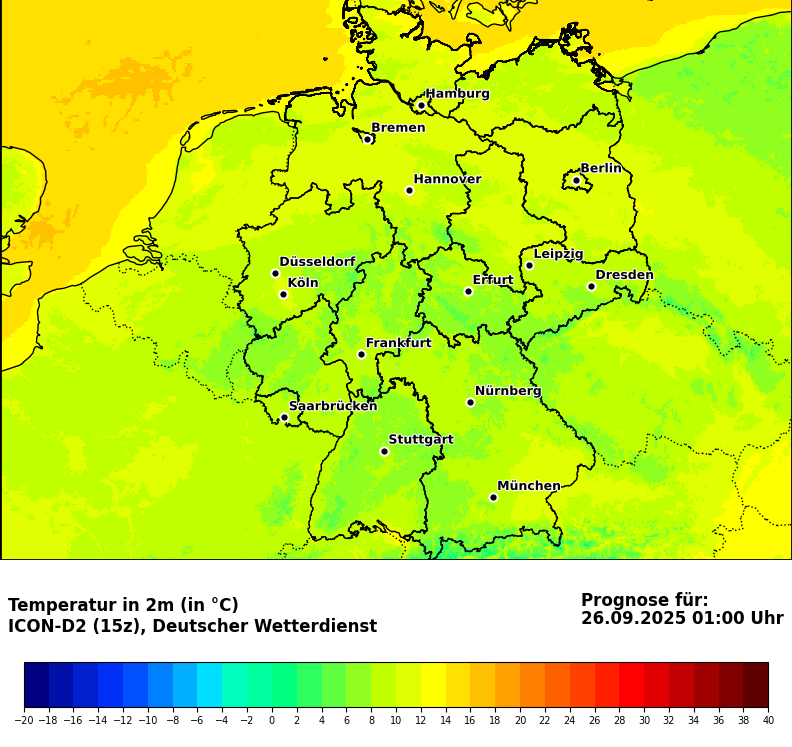 Hamburg
Bremen
Berlin
Hannover
Leipzig
Düsseldorf
Dresden
Köln
Erfurt
Frankfurt
Nürnberg
Saarbrücken
Stuttgart
München
Temperatur in 2m (in °C)
ICON-D2 (15z), Deutscher Wetterdienst
Prognose für:
26.09.2025 01:00 Uhr
−20 −18 −16 −14 −12 −10 −8 −6 −4 −2 0 2 4 6 8 10 12 14 16 18 20 22 24 26 28 30 32 34 36 38 40